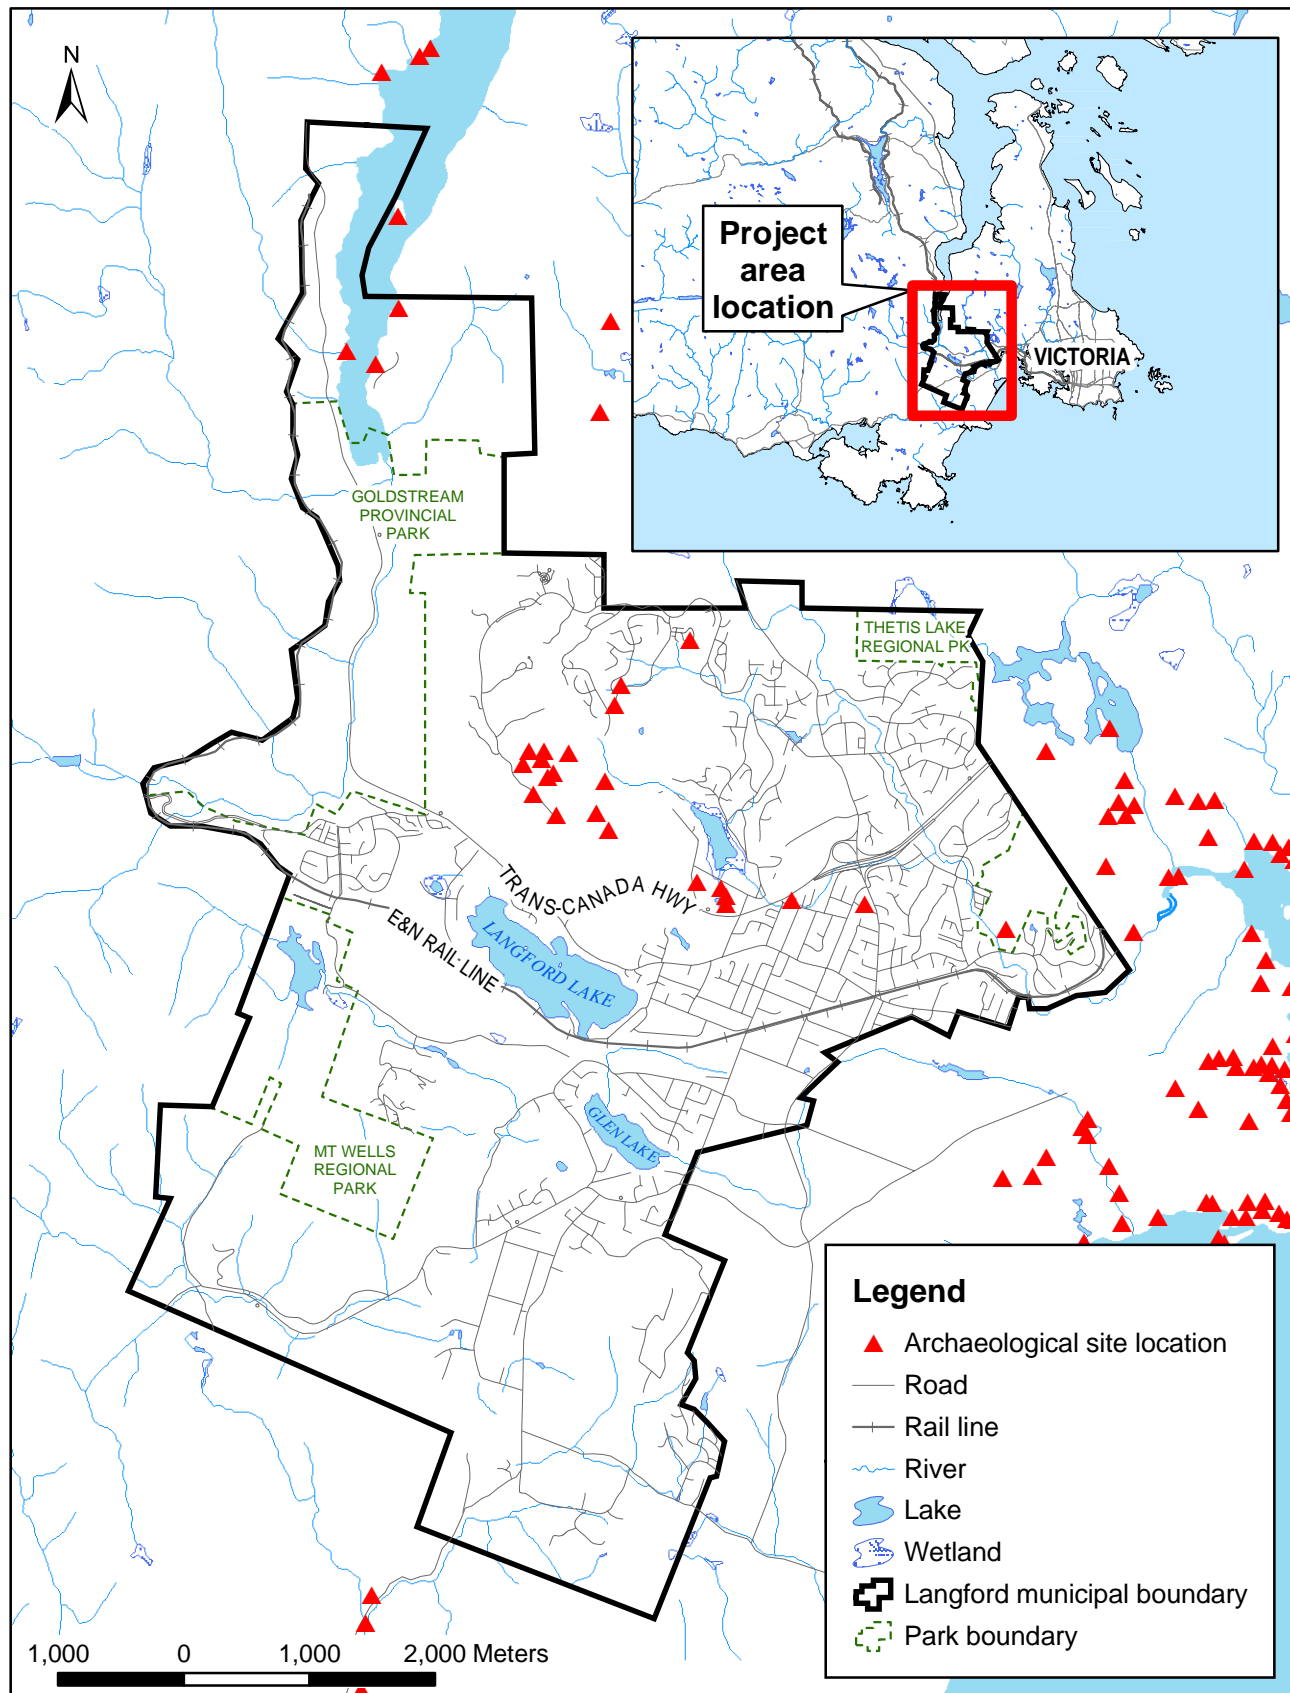 N
Project
area
location
VICTORIA
GOLDSTREAM
PROVINCIAL
PARK
THETIS LAKE
REGIONAL PK
TRANS-CANADA HWY
E&N RAIL LINE
LANGFORD LAKE
GLEN LAKE
MT WELLS
REGIONAL
PARK
Legend
Archaeological site location
Road
Rail line
River
Lake
Wetland
Langford municipal boundary
Park boundary
1,000 0 1,000 2,000 Meters